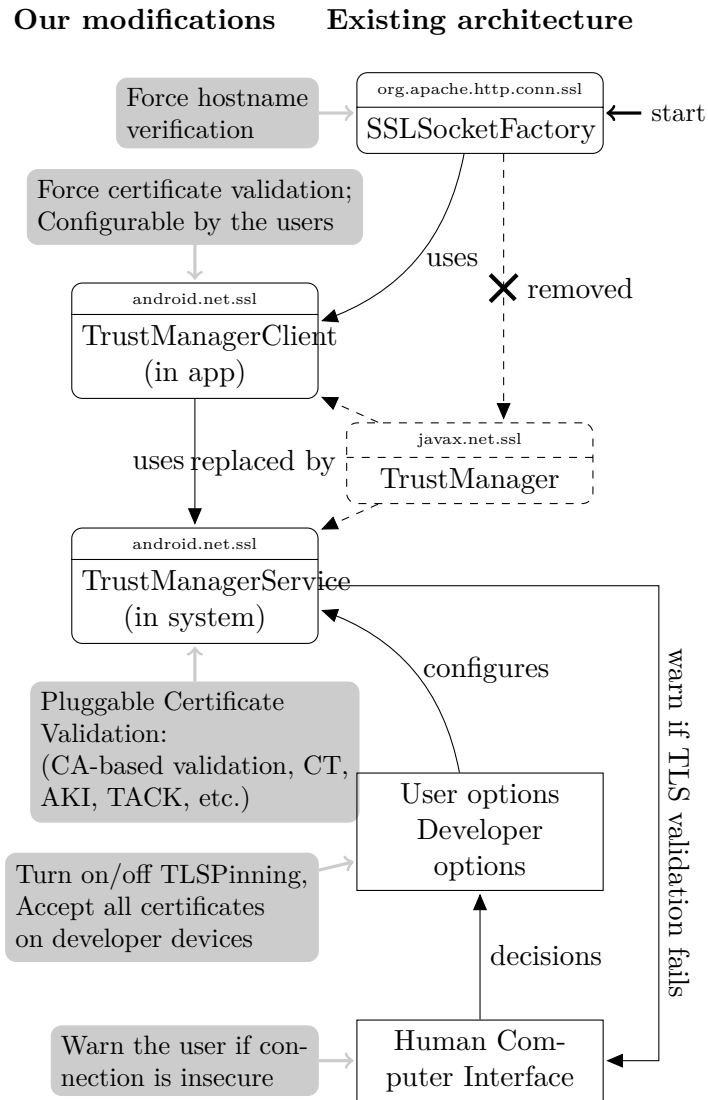 Our modifications
Existing architecture
org.apache.http.conn.ssl
SSLSocketFactory
start
Force hostname
verification
Force certificate validation;
Configurable by the users
uses
removed
android.net.ssl
TrustManagerClient
(in app)
javax.net.ssl
TrustManager
uses
replaced by
android.net.ssl
TrustManagerService
(in system)
configures
warn if TLS validation fails
Pluggable Certificate
Validation:
(CA-based validation, CT,
AKI, TACK, etc.)
User options
Developer
options
Turn on/off TLSPinning,
Accept all certificates
on developer devices
decisions
Warn the user if con-
nection is insecure
Human Com-
puter Interface